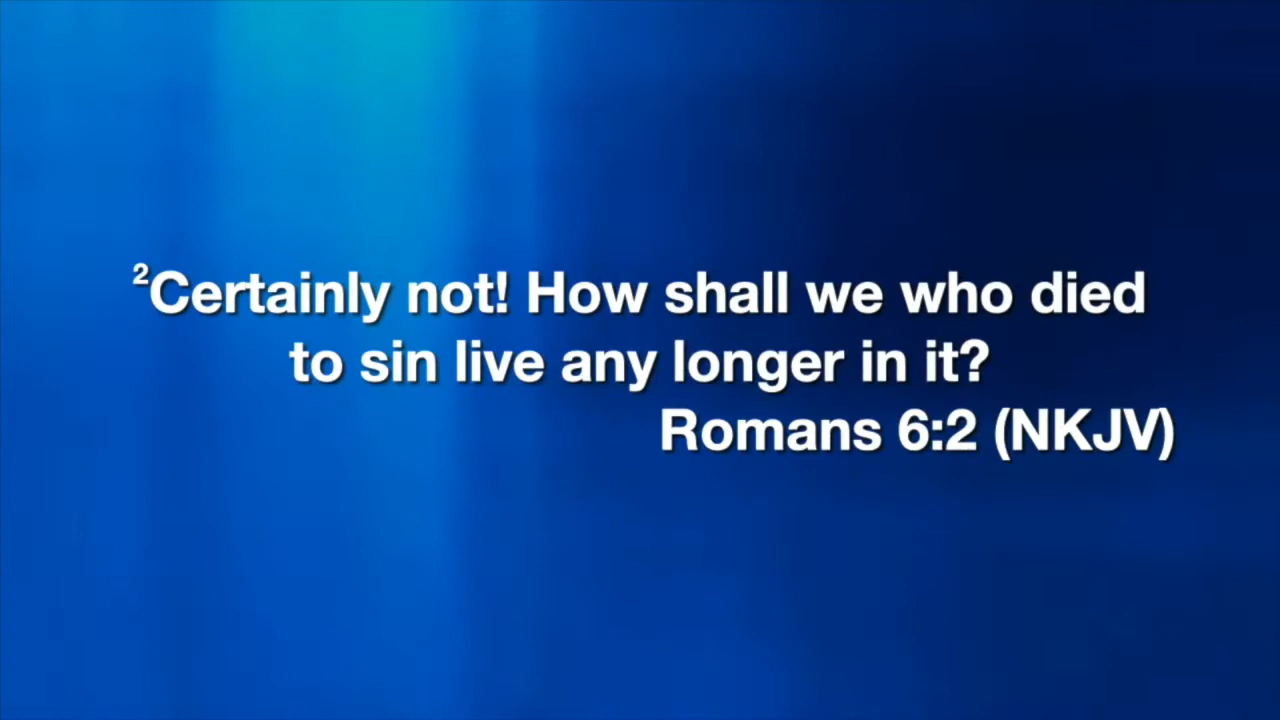 ²Certainly not! How shall we who died
to sin live any longer in it?
Romans 6:2 (NKJV)